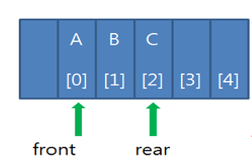 A B C
[0] [1] [2] [3] [4]
front rear